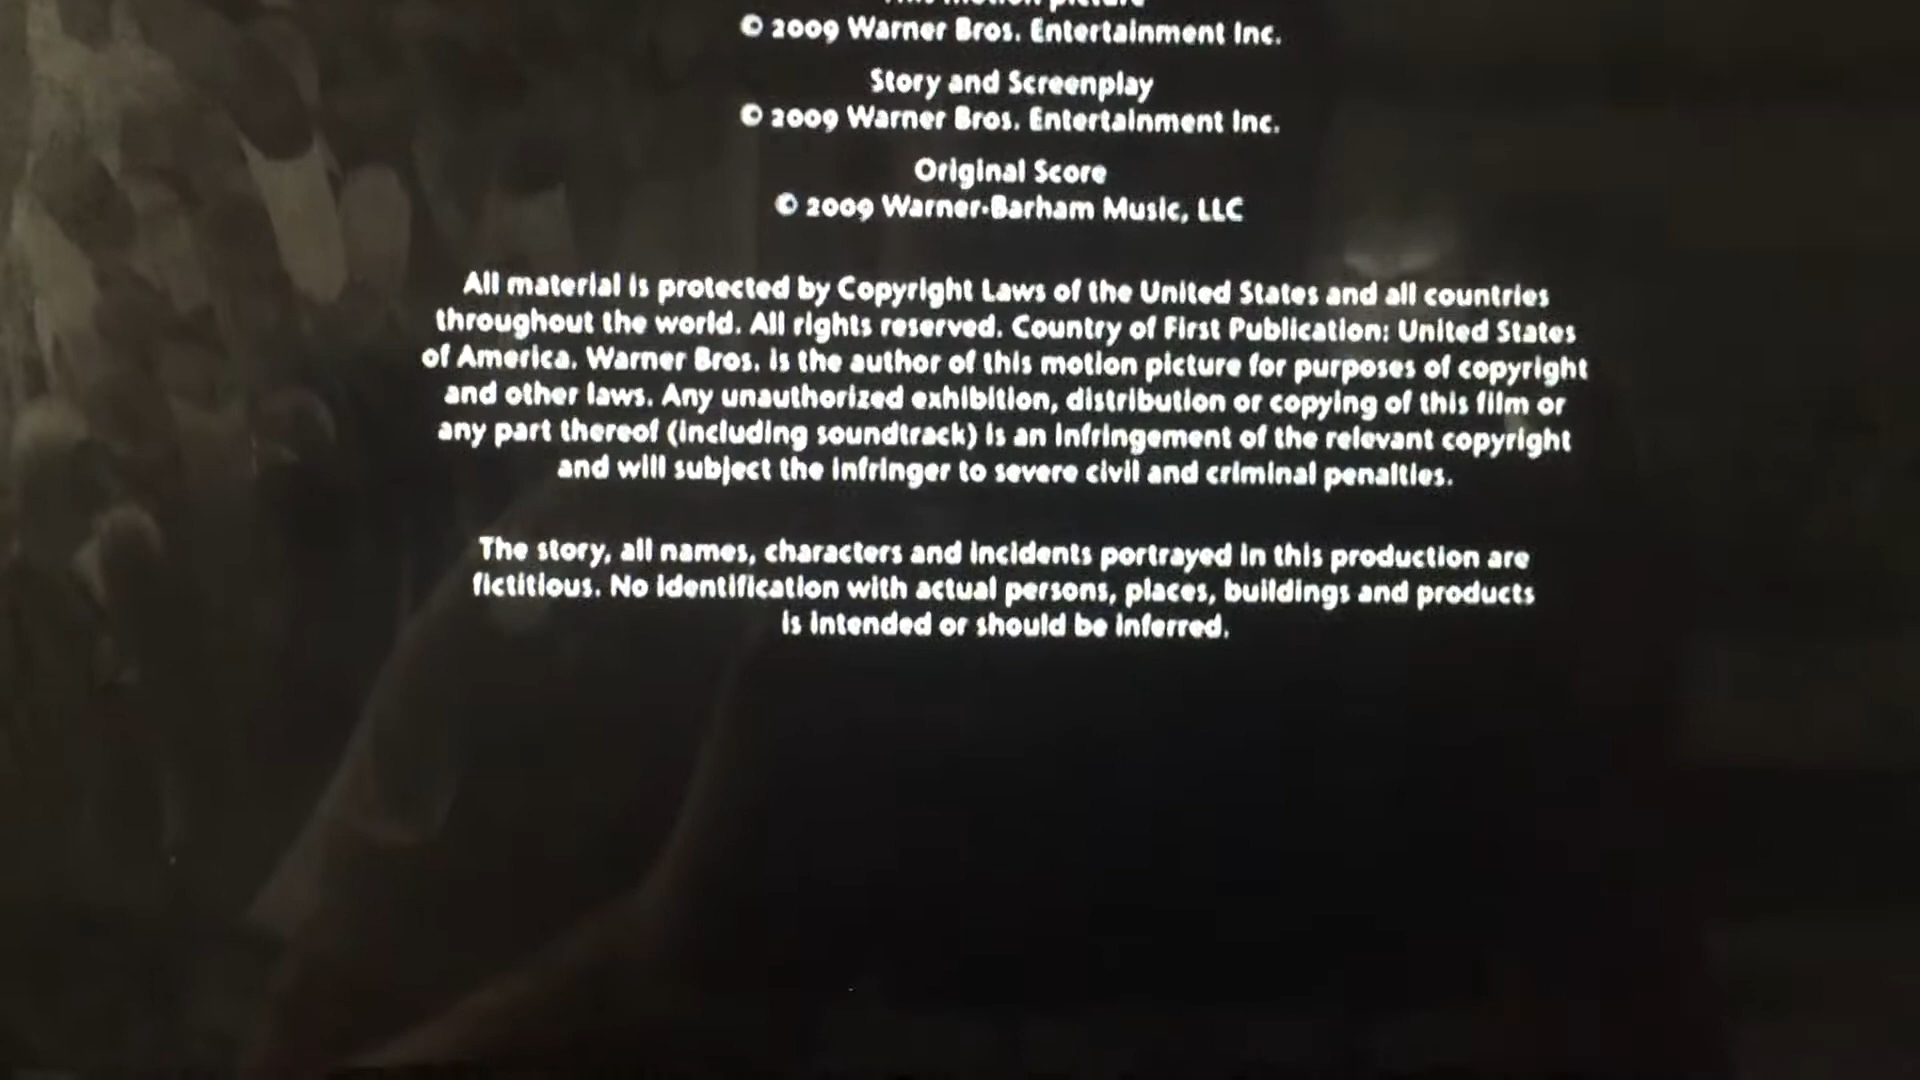 This motion picture
© 2009 Warner Bros. Entertainment Inc.
Story and Screenplay
© 2009 Warner Bros. Entertainment Inc.
Original Score
© 2009 Warner-Barham Music, LLC
All material is protected by Copyright Laws of the United States and all countries
throughout the world. All rights reserved. Country of First Publication: United States
of America. Warner Bros. is the author of this motion picture for purposes of copyright
and other laws. Any unauthorized exhibition, distribution or copying of this film or
any part thereof (including soundtrack) is an infringement of the relevant copyright
and will subject the infringer to severe civil and criminal penalties.
The story, all names, characters and incidents portrayed in this production are
fictitious. No identification with actual persons, places, buildings and products
is intended or should be inferred.